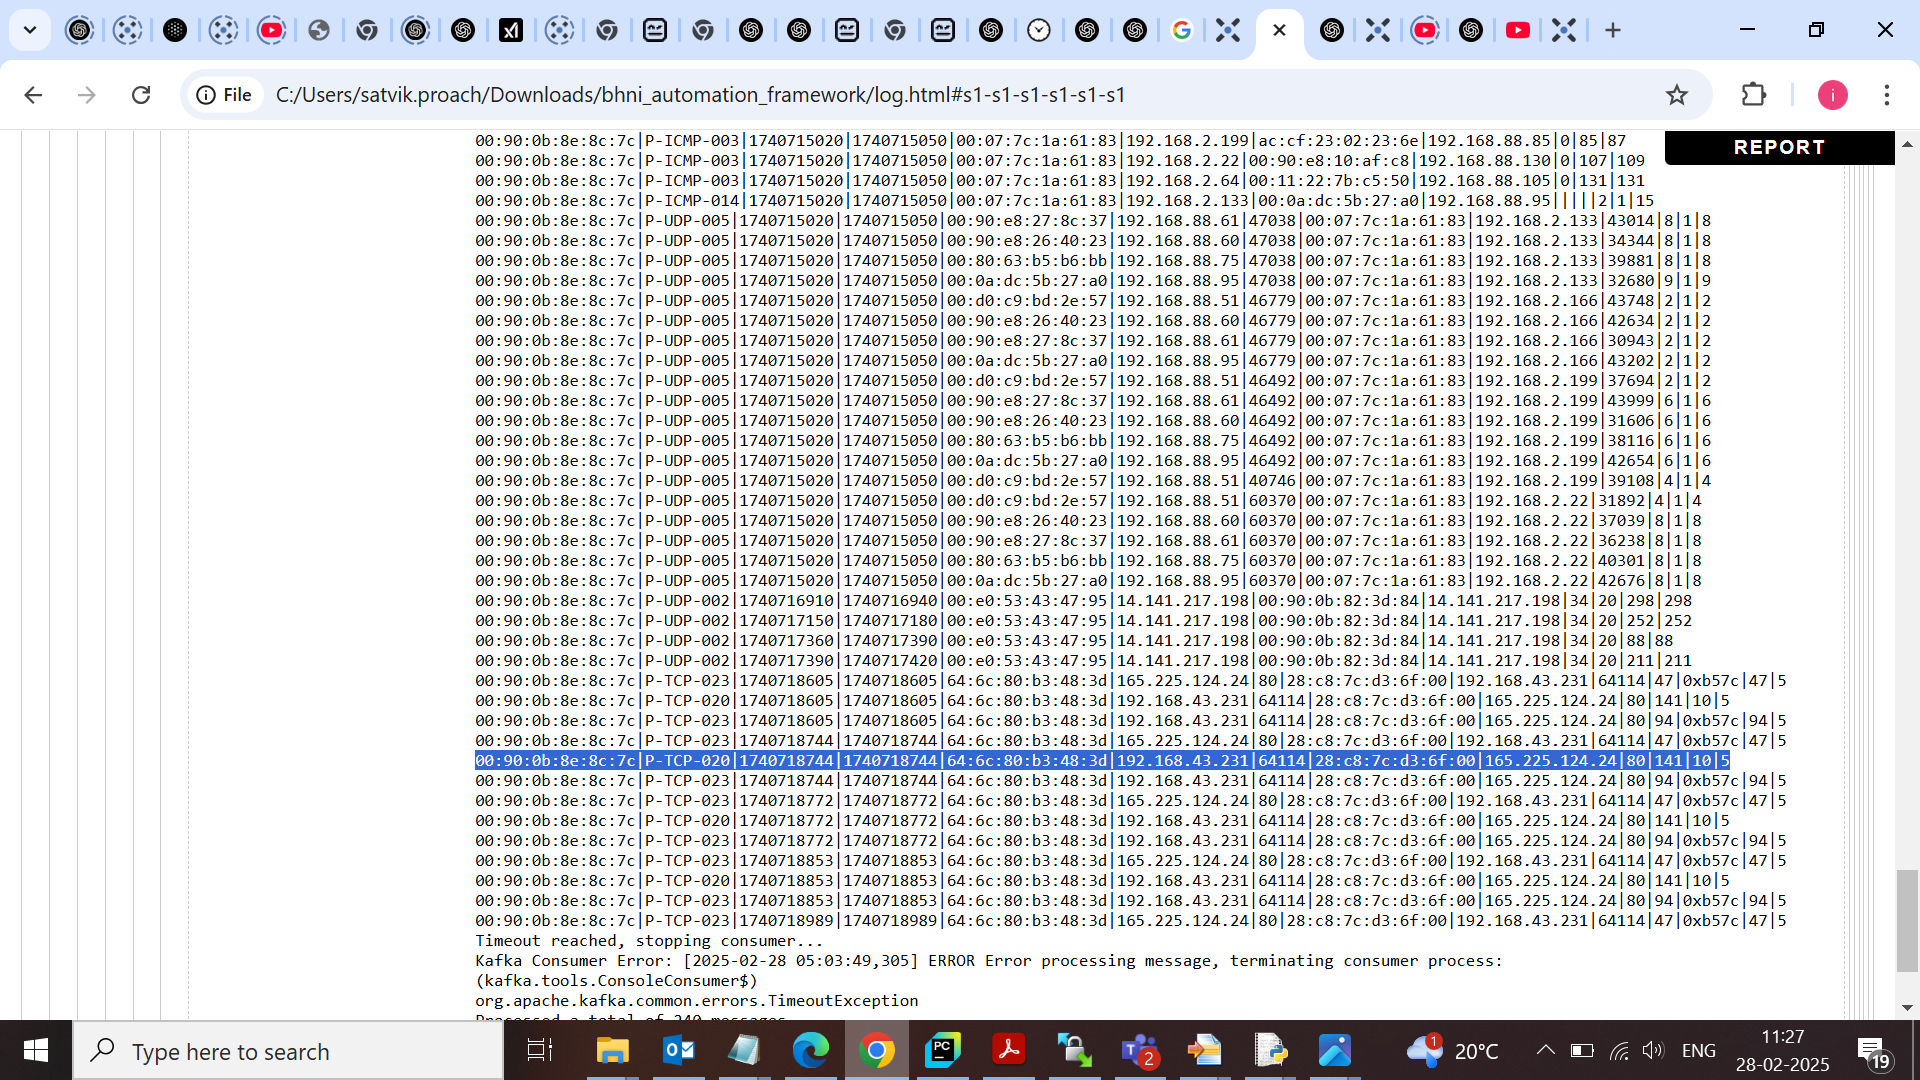 File
C:/Users/satvik.proach/Downloads/bhni_automation_framework/log.html#s1-s1-s1-s1-s1-s1
i
REPORT
00:90:0b:8e:8c:7c|P-ICMP-003|1740715020|1740715050|00:07:7c:1a:61:83|192.168.2.199|ac:cf:23:02:23:6e|192.168.88.85|0|85|87
00:90:0b:8e:8c:7c|P-ICMP-003|1740715020|1740715050|00:07:7c:1a:61:83|192.168.2.22|00:90:e8:10:af:c8|192.168.88.130|0|107|109
00:90:0b:8e:8c:7c|P-ICMP-003|1740715020|1740715050|00:07:7c:1a:61:83|192.168.2.64|00:11:22:7b:c5:50|192.168.88.105|0|131|131
00:90:0b:8e:8c:7c|P-ICMP-014|1740715020|1740715050|00:07:7c:1a:61:83|192.168.2.133|00:0a:dc:5b:27:a0|192.168.88.95|||||2|1|15
00:90:0b:8e:8c:7c|P-UDP-005|1740715020|1740715050|00:90:e8:27:8c:37|192.168.88.61|47038|00:07:7c:1a:61:83|192.168.2.133|43014|8|1|8
00:90:0b:8e:8c:7c|P-UDP-005|1740715020|1740715050|00:90:e8:26:40:23|192.168.88.60|47038|00:07:7c:1a:61:83|192.168.2.133|34344|8|1|8
00:90:0b:8e:8c:7c|P-UDP-005|1740715020|1740715050|00:80:63:b5:b6:bb|192.168.88.75|47038|00:07:7c:1a:61:83|192.168.2.133|39881|8|1|8
00:90:0b:8e:8c:7c|P-UDP-005|1740715020|1740715050|00:0a:dc:5b:27:a0|192.168.88.95|47038|00:07:7c:1a:61:83|192.168.2.133|32680|9|1|9
00:90:0b:8e:8c:7c|P-UDP-005|1740715020|1740715050|00:d0:c9:bd:2e:57|192.168.88.51|46779|00:07:7c:1a:61:83|192.168.2.166|43748|2|1|2
00:90:0b:8e:8c:7c|P-UDP-005|1740715020|1740715050|00:90:e8:26:40:23|192.168.88.60|46779|00:07:7c:1a:61:83|192.168.2.166|42634|2|1|2
00:90:0b:8e:8c:7c|P-UDP-005|1740715020|1740715050|00:90:e8:27:8c:37|192.168.88.61|46779|00:07:7c:1a:61:83|192.168.2.166|30943|2|1|2
00:90:0b:8e:8c:7c|P-UDP-005|1740715020|1740715050|00:0a:dc:5b:27:a0|192.168.88.95|46779|00:07:7c:1a:61:83|192.168.2.166|43202|2|1|2
00:90:0b:8e:8c:7c|P-UDP-005|1740715020|1740715050|00:d0:c9:bd:2e:57|192.168.88.51|46492|00:07:7c:1a:61:83|192.168.2.199|37694|2|1|2
00:90:0b:8e:8c:7c|P-UDP-005|1740715020|1740715050|00:90:e8:27:8c:37|192.168.88.61|46492|00:07:7c:1a:61:83|192.168.2.199|43999|6|1|6
00:90:0b:8e:8c:7c|P-UDP-005|1740715020|1740715050|00:90:e8:26:40:23|192.168.88.60|46492|00:07:7c:1a:61:83|192.168.2.199|31606|6|1|6
00:90:0b:8e:8c:7c|P-UDP-005|1740715020|1740715050|00:80:63:b5:b6:bb|192.168.88.75|46492|00:07:7c:1a:61:83|192.168.2.199|38116|6|1|6
00:90:0b:8e:8c:7c|P-UDP-005|1740715020|1740715050|00:0a:dc:5b:27:a0|192.168.88.95|46492|00:07:7c:1a:61:83|192.168.2.199|42654|6|1|6
00:90:0b:8e:8c:7c|P-UDP-005|1740715020|1740715050|00:d0:c9:bd:2e:57|192.168.88.51|40746|00:07:7c:1a:61:83|192.168.2.199|39108|4|1|4
00:90:0b:8e:8c:7c|P-UDP-005|1740715020|1740715050|00:d0:c9:bd:2e:57|192.168.88.51|60370|00:07:7c:1a:61:83|192.168.2.22|31892|4|1|4
00:90:0b:8e:8c:7c|P-UDP-005|1740715020|1740715050|00:90:e8:26:40:23|192.168.88.60|60370|00:07:7c:1a:61:83|192.168.2.22|37039|8|1|8
00:90:0b:8e:8c:7c|P-UDP-005|1740715020|1740715050|00:90:e8:27:8c:37|192.168.88.61|60370|00:07:7c:1a:61:83|192.168.2.22|36238|8|1|8
00:90:0b:8e:8c:7c|P-UDP-005|1740715020|1740715050|00:80:63:b5:b6:bb|192.168.88.75|60370|00:07:7c:1a:61:83|192.168.2.22|40301|8|1|8
00:90:0b:8e:8c:7c|P-UDP-005|1740715020|1740715050|00:0a:dc:5b:27:a0|192.168.88.95|60370|00:07:7c:1a:61:83|192.168.2.22|42676|8|1|8
00:90:0b:8e:8c:7c|P-UDP-002|1740716910|1740716940|00:e0:53:43:47:95|14.141.217.198|00:90:0b:82:3d:84|14.141.217.198|34|20|298|298
00:90:0b:8e:8c:7c|P-UDP-002|1740717150|1740717180|00:e0:53:43:47:95|14.141.217.198|00:90:0b:82:3d:84|14.141.217.198|34|20|252|252
00:90:0b:8e:8c:7c|P-UDP-002|1740717360|1740717390|00:e0:53:43:47:95|14.141.217.198|00:90:0b:82:3d:84|14.141.217.198|34|20|88|88
00:90:0b:8e:8c:7c|P-UDP-002|1740717390|1740717420|00:e0:53:43:47:95|14.141.217.198|00:90:0b:82:3d:84|14.141.217.198|34|20|211|211
00:90:0b:8e:8c:7c|P-TCP-023|1740718605|1740718605|64:6c:80:b3:48:3d|165.225.124.24|80|28:c8:7c:d3:6f:00|192.168.43.231|64114|47|0xb57c|47|5
00:90:0b:8e:8c:7c|P-TCP-020|1740718605|1740718605|64:6c:80:b3:48:3d|192.168.43.231|64114|28:c8:7c:d3:6f:00|165.225.124.24|80|141|10|5
00:90:0b:8e:8c:7c|P-TCP-023|1740718605|1740718605|64:6c:80:b3:48:3d|192.168.43.231|64114|28:c8:7c:d3:6f:00|165.225.124.24|80|94|0xb57c|94|5
00:90:0b:8e:8c:7c|P-TCP-023|1740718744|1740718744|64:6c:80:b3:48:3d|165.225.124.24|80|28:c8:7c:d3:6f:00|192.168.43.231|64114|47|0xb57c|47|5
00:90:0b:8e:8c:7c|P-TCP-020|1740718744|1740718744|64:6c:80:b3:48:3d|192.168.43.231|64114|28:c8:7c:d3:6f:00|165.225.124.24|80|141|10|5
00:90:0b:8e:8c:7c|P-TCP-023|1740718744|1740718744|64:6c:80:b3:48:3d|192.168.43.231|64114|28:c8:7c:d3:6f:00|165.225.124.24|80|94|0xb57c|94|5
00:90:0b:8e:8c:7c|P-TCP-023|1740718772|1740718772|64:6c:80:b3:48:3d|165.225.124.24|80|28:c8:7c:d3:6f:00|192.168.43.231|64114|47|0xb57c|47|5
00:90:0b:8e:8c:7c|P-TCP-020|1740718772|1740718772|64:6c:80:b3:48:3d|192.168.43.231|64114|28:c8:7c:d3:6f:00|165.225.124.24|80|141|10|5
00:90:0b:8e:8c:7c|P-TCP-023|1740718772|1740718772|64:6c:80:b3:48:3d|192.168.43.231|64114|28:c8:7c:d3:6f:00|165.225.124.24|80|94|0xb57c|94|5
00:90:0b:8e:8c:7c|P-TCP-023|1740718853|1740718853|64:6c:80:b3:48:3d|165.225.124.24|80|28:c8:7c:d3:6f:00|192.168.43.231|64114|47|0xb57c|47|5
00:90:0b:8e:8c:7c|P-TCP-020|1740718853|1740718853|64:6c:80:b3:48:3d|192.168.43.231|64114|28:c8:7c:d3:6f:00|165.225.124.24|80|141|10|5
00:90:0b:8e:8c:7c|P-TCP-023|1740718853|1740718853|64:6c:80:b3:48:3d|192.168.43.231|64114|28:c8:7c:d3:6f:00|165.225.124.24|80|94|0xb57c|94|5
00:90:0b:8e:8c:7c|P-TCP-023|1740718989|1740718989|64:6c:80:b3:48:3d|165.225.124.24|80|28:c8:7c:d3:6f:00|192.168.43.231|64114|47|0xb57c|47|5
Timeout reached, stopping consumer...
Kafka Consumer Error: [2025-02-28 05:03:49,305] ERROR Error processing message, terminating consumer process:
(kafka.tools.ConsoleConsumer$)
org.apache.kafka.common.errors.TimeoutException
Processed a total of 240 messages
Type here to search
PC
2
1
20°C
ENG
11:27
28-02-2025
19